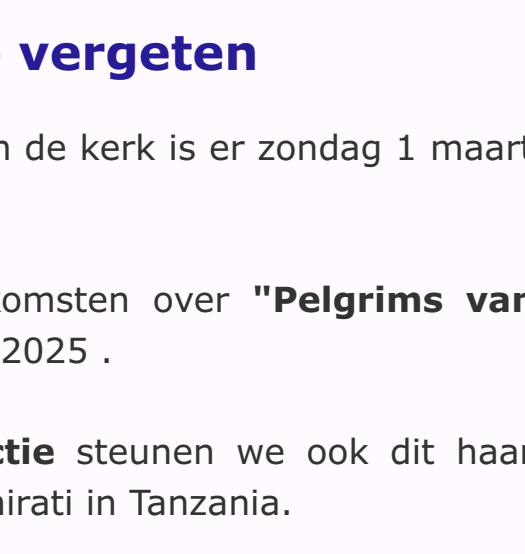 vergeten
de kerk is er zondag 1 maart
omsten over "Pelgrims van
2025 .
ctie steunen we ook dit haar
irati in Tanzania.